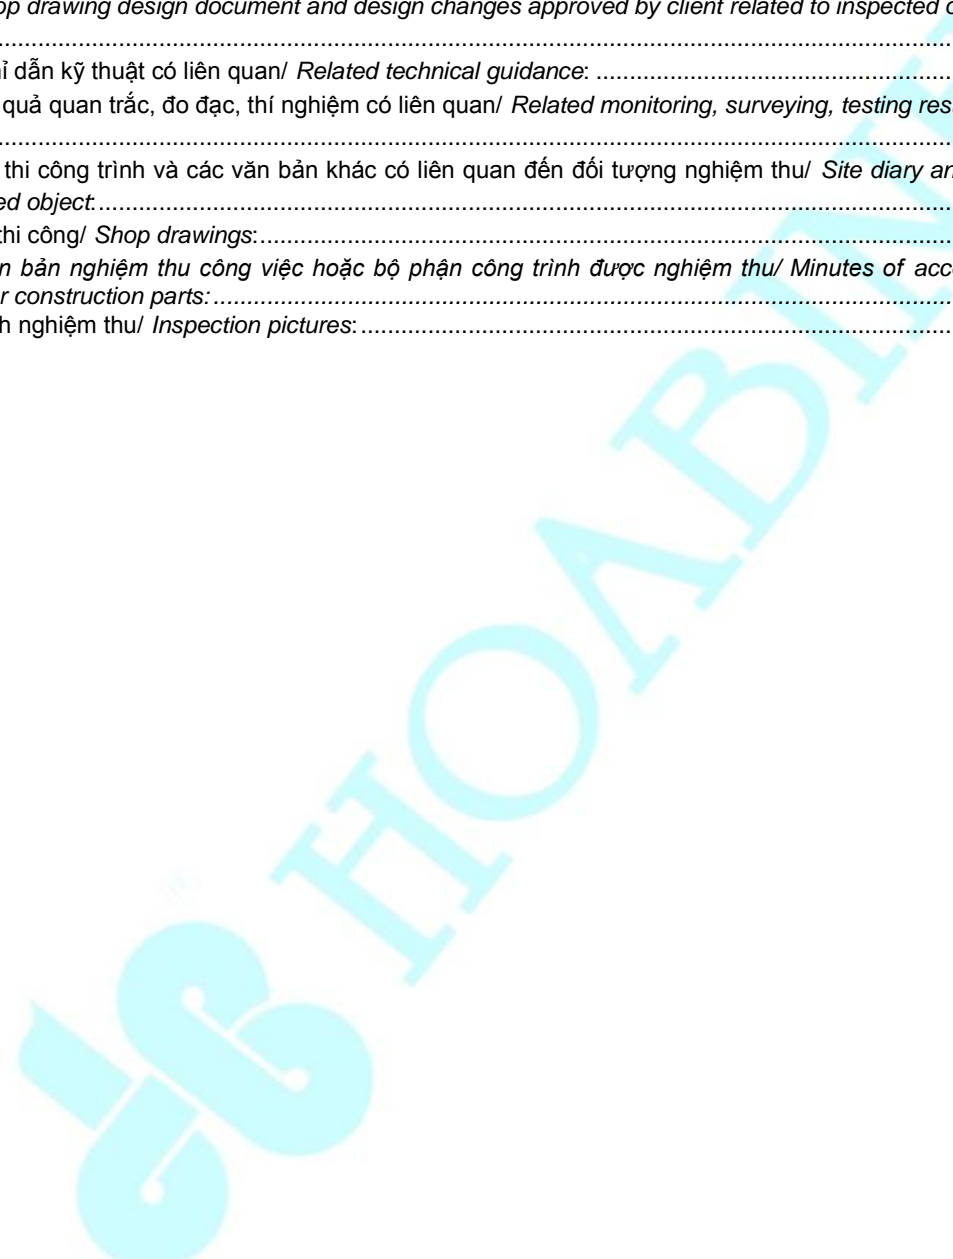 op drawing design document and design changes approved by client related to inspected
....................................................................................................
ỉ dẫn kỹ thuật có liên quan/ Related technical guidance: ....................................................
quả quan trắc, đo đạc, thí nghiệm có liên quan/ Related monitoring, surveying, testing res
....................................................................................................
thi công trình và các văn bản khác có liên quan đến đối tượng nghiệm thu/ Site diary an
ed object:....................................................................................................
thi công/ Shop drawings:....................................................................................................
n bản nghiệm thu công việc hoặc bộ phận công trình được nghiệm thu/ Minutes of acc
r construction parts:....................................................................................................
h nghiệm thu/ Inspection pictures:....................................................................................................
HOABIN